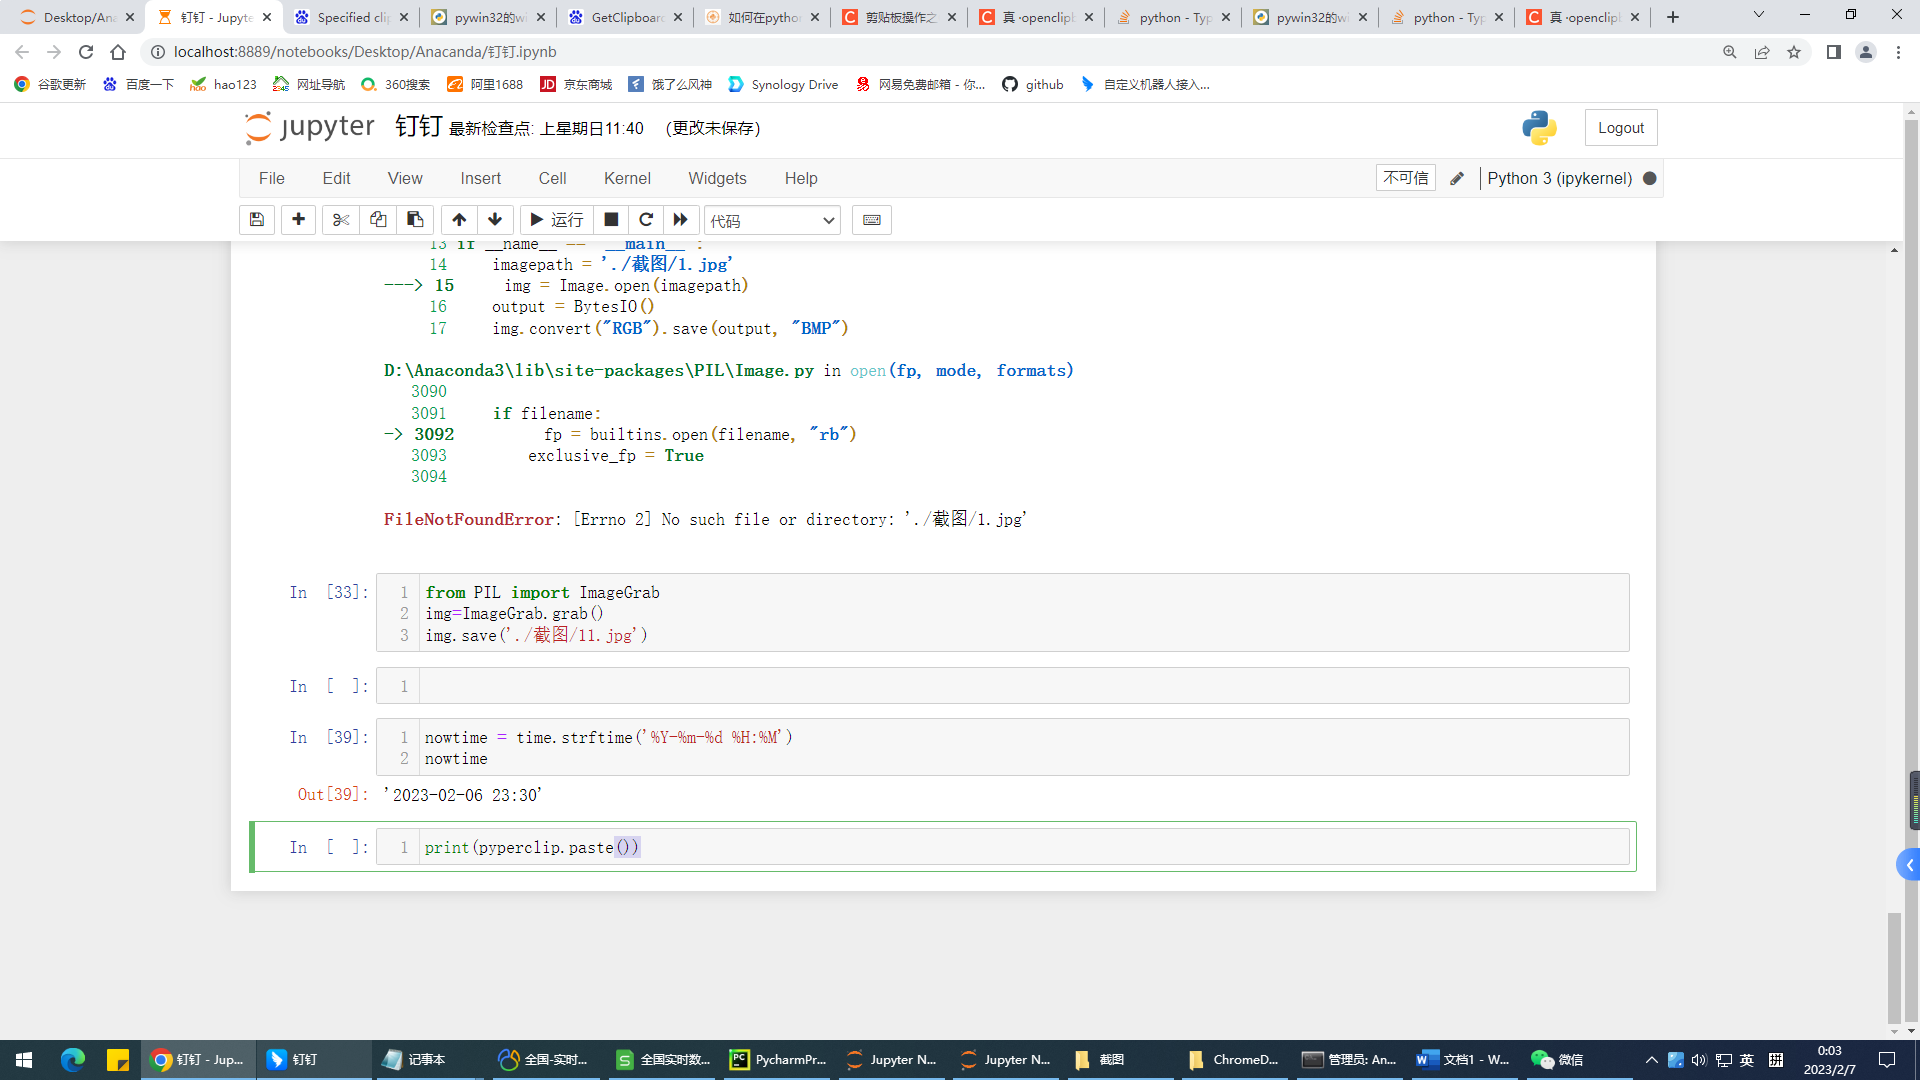 Desktop/Ana
钉钉 - Jupyte
Specified cli
pywin32的wi
GetClipboard
如何在pytho
剪贴板操作之
真 ·openclipb
python - Typ
pywin32的wi
python - Typ
真 ·openclipb
localhost:8889/notebooks/Desktop/Anacanda/钉钉.ipynb
谷歌更新 百度一下 hao123 网址导航 360搜索 阿里1688 京东商城 饿了么风神 Synology Drive 网易免费邮箱 - 你... github 自定义机器人接入...
jupyter 钉钉 最新检查点: 上星期日11:40 (更改未保存) Logout
File Edit View Insert Cell Kernel Widgets Help 不可信 Python 3 (ipykernel)
运行 代码
13 if __name__ == '__main__':
14 imagepath = './截图/1.jpg'
---> 15 img = Image.open(imagepath)
16 output = BytesIO()
17 img.convert("RGB").save(output, "BMP")
D:\Anaconda3\lib\site-packages\PIL\Image.py in open(fp, mode, formats)
3090
3091 if filename:
-> 3092 fp = builtins.open(filename, "rb")
3093 exclusive_fp = True
3094
FileNotFoundError: [Errno 2] No such file or directory: './截图/1.jpg'
In [33]: 1 from PIL import ImageGrab
2 img=ImageGrab.grab()
3 img.save('./截图/11.jpg')
In [ ]: 1
In [39]: 1 nowtime = time.strftime('%Y-%m-%d %H:%M')
2 nowtime
Out[39]: '2023-02-06 23:30'
In [ ]: 1 print(pyperclip.paste())
钉钉 - Jup... 钉钉 记事本 全国-实时... 全国实时数... PycharmPr... Jupyter N... Jupyter N... 截图 ChromeD... 管理员: An... 文档1 - W... 微信 英 拼 0:03
2023/2/7